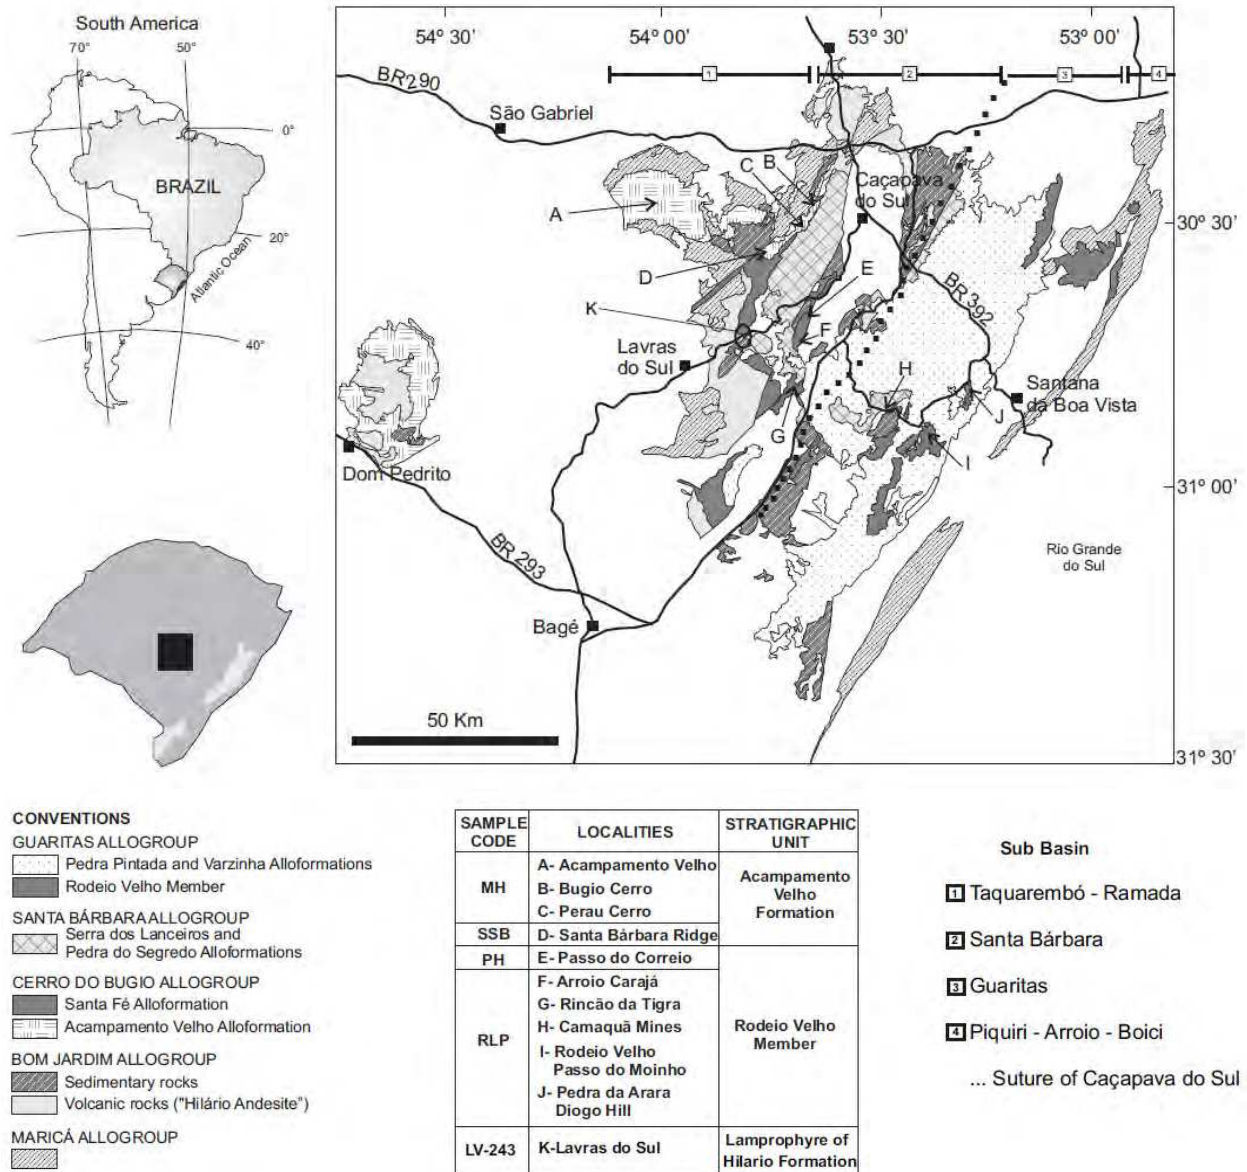 South America
70°
50°
0°
BRAZIL
20°
Atlantic Ocean
40°
54° 30'
54° 00'
53° 30'
53° 00'
1
2
3
4
BR290
São Gabriel
B
C
Caçapava
do Sul
A
30° 30'
D
E
BR 392
K
F
Lavras
do Sul
H
Santana
da Boa Vista
J
G
I
Dom Pedrito
31° 00'
BR 293
Rio Grande
do Sul
Bagé
50 Km
31° 30'
CONVENTIONS
GUARITAS ALLOGROUP
Pedra Pintada and Varzinha Alloformations
Rodeio Velho Member
SANTA BÁRBARA ALLOGROUP
Serra dos Lanceiros and
Pedra do Segredo Alloformations
CERRO DO BUGIO ALLOGROUP
Santa Fé Alloformation
Acampamento Velho Alloformation
BOM JARDIM ALLOGROUP
Sedimentary rocks
Volcanic rocks ("Hilário Andesite")
MARICÁ ALLOGROUP
SAMPLE CODE LOCALITIES STRATIGRAPHIC UNIT
MH
A- Acampamento Velho
B- Bugio Cerro
C- Perau Cerro
Acampamento
Velho
Formation
SSB D- Santa Bárbara Ridge
PH E- Passo do Correio
RLP
F- Arroio Carajá
G- Rincão da Tigra
H- Camaquã Mines
I- Rodeio Velho
Passo do Moinho
J- Pedra da Arara
Diogo Hill
Rodeio Velho
Member
LV-243 K-Lavras do Sul
Lamprophyre of
Hilario Formation
Sub Basin
1 Taquarembó - Ramada
2 Santa Bárbara
3 Guaritas
4 Piquiri - Arroio - Boici
... Suture of Caçapava do Sul